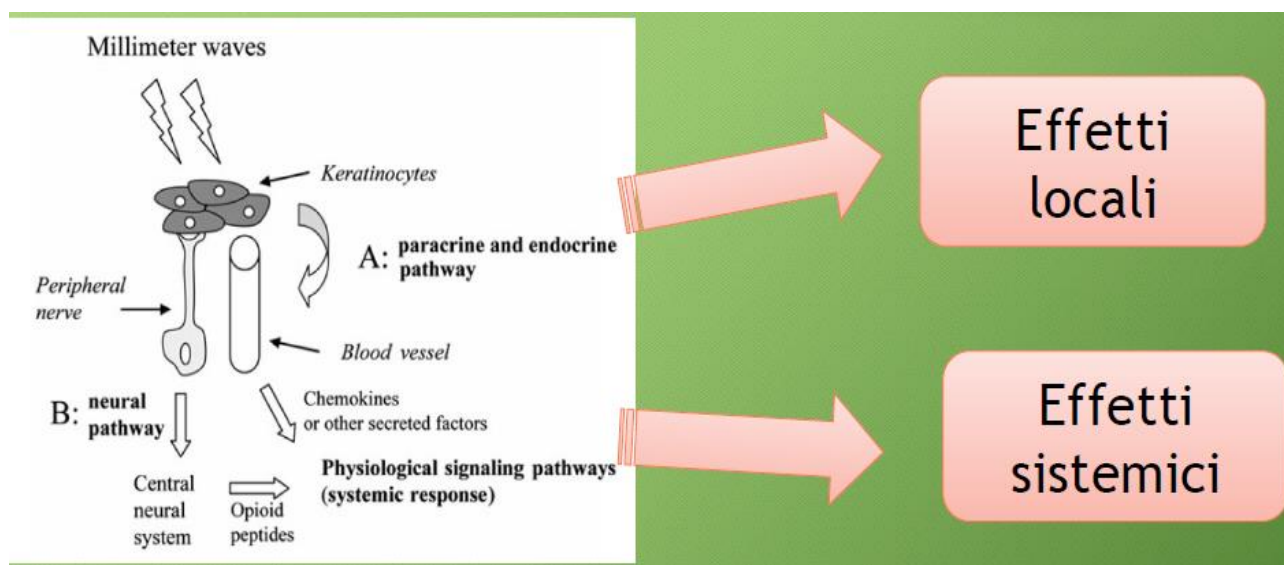 Millimeter waves
Keratinocytes
A: paracrine and endocrine
pathway
Peripheral
nerve
Blood vessel
B: neural
pathway
Chemokines
or other secreted factors
Central
neural
system
Opioid
peptides
Physiological signaling pathways
(systemic response)
Effetti
locali
Effetti
sistemici